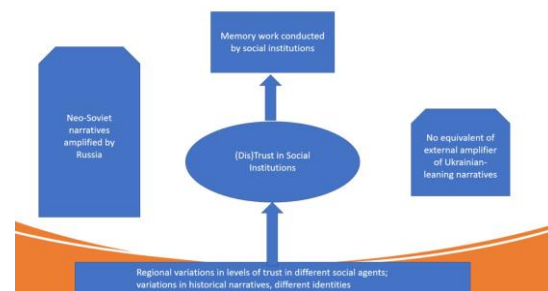 Memory work conducted
by social institutions
Neo-Soviet
narratives
amplified by
Russia
(Dis)Trust in Social
Institutions
No equivalent of
external amplifier
of Ukrainian-
leaning narratives
Regional variations in levels of trust in different social agents;
variations in historical narratives, different identities